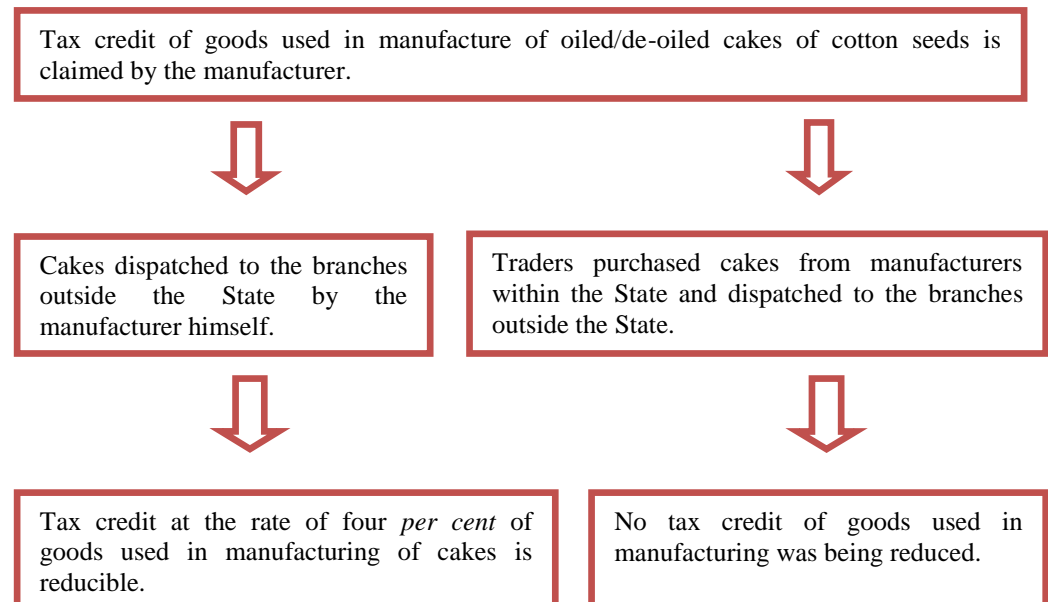 Tax credit of goods used in manufacture of oiled/de-oiled cakes of cotton seeds is
claimed by the manufacturer.
Cakes dispatched to the branches
outside the State by the
manufacturer himself.
Traders purchased cakes from manufacturers
within the State and dispatched to the branches
outside the State.
Tax credit at the rate of four per cent of
goods used in manufacturing of cakes is
reducible.
No tax credit of goods used in
manufacturing was being reduced.